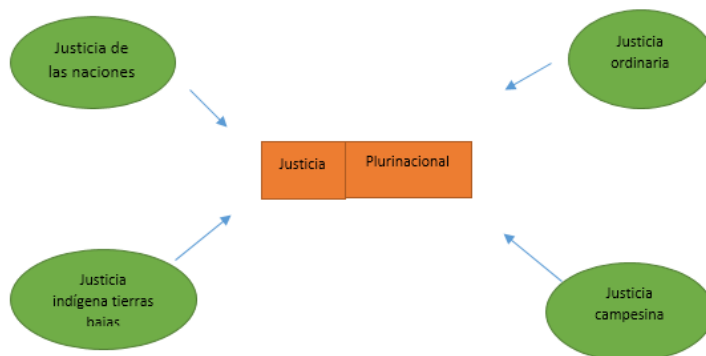 Justicia de
las naciones
Justicia
ordinaria
Justicia
Plurinacional
Justicia
indígena tierras
bajas
Justicia
campesina